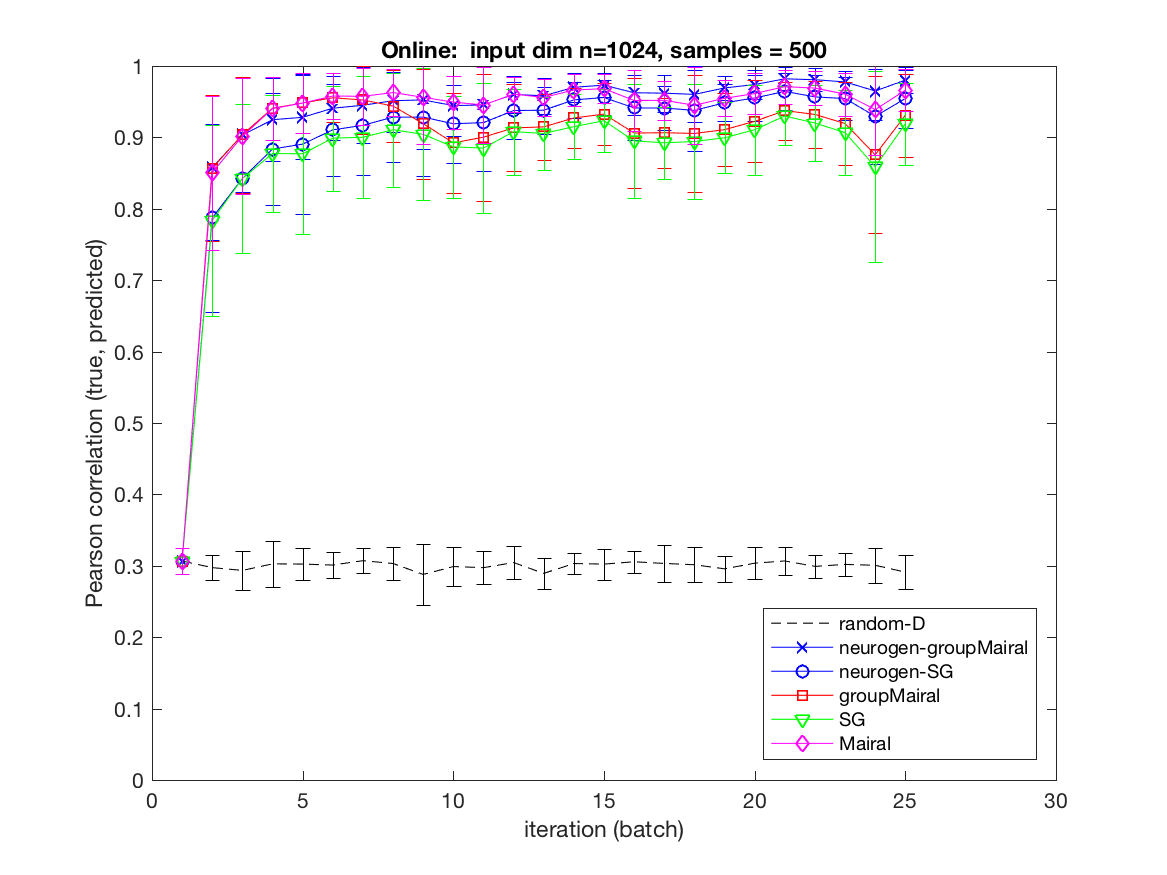 Online:  input dim n=1024, samples = 500
Pearson correlation (true, predicted)
1
0.9
0.8
0.7
0.6
0.5
0.4
0.3
0.2
0.1
0
0 5 10 15 20 25 30
iteration (batch)
random-D
neurogen-groupMairal
neurogen-SG
groupMairal
SG
Mairal